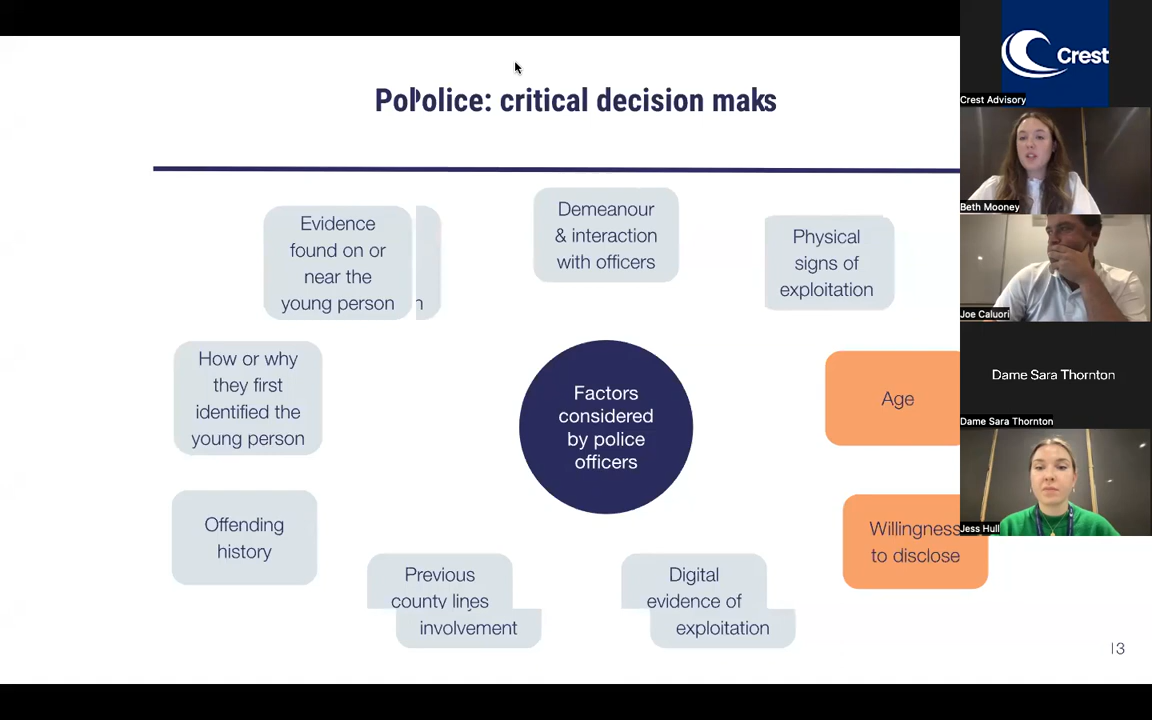 PolPolice: critical decision maks
Evidence
found on or
near the
young person
n
Demeanour
& interaction
with officers
Physical
signs of
exploitation
How or why
they first
identified the
young person
Factors
considered
by police
officers
Age
Offending
history
Willingness
to disclose
Previous
county lines
involvement
Digital
evidence of
exploitation
13
Crest
Crest Advisory
Beth Mooney
Joe Caluori
Dame Sara Thornton
Dame Sara Thornton
Jess Hull